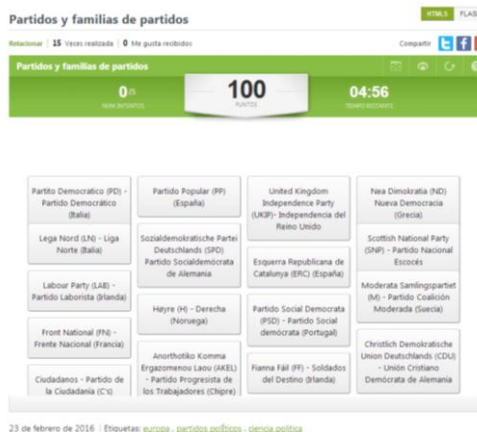 Partidos y familias de partidos
HTML5 FLAS
Relacionar | 15 Veces realizada | 0 Me gusta recibidos
Compartir
Partidos y familias de partidos
0/5
NUM INTENTOS
100
PUNTOS
04:56
TIEMPO RESTANTE
Partito Democratico (PD) -
Partido Democrático
(Italia)
Partido Popular (PP)
(España)
United Kingdom
Independence Party
(UKIP)- Independencia del
Reino Unido
Nea Dimokratia (ND)
Nueva Democracia
(Grecia)
Lega Nord (LN) - Liga
Norte (Italia)
Sozialdemokratische Partei
Deutschlands (SPD)
Partido Socialdemócrata
de Alemania
Esquerra Republicana de
Catalunya (ERC) (España)
Scottish National Party
(SNP) - Partido Nacional
Escocés
Labour Party (LAB) -
Partido Laborista (Irlanda)
Høyre (H) - Derecha
(Noruega)
Partido Social Democrata
(PSD) - Partido Social
demócrata (Portugal)
Moderata Samlingspartiet
(M) - Partido Coalición
Moderada (Suecia)
Front National (FN) -
Frente Nacional (Francia)
Anorthotiko Komma
Ergazomenou Laou (AKEL)
- Partido Progresista de
los Trabajadores (Chipre)
Fianna Fáil (FF) - Soldados
del Destino (Irlanda)
Christlich Demokratische
Union Deutschlands (CDU)
- Unión Cristiano
Demócrata de Alemania
Ciudadanos - Partido de
la Ciudadanía (C's)
23 de febrero de 2016 | Etiquetas: europa , partidos políticos , ciencia política